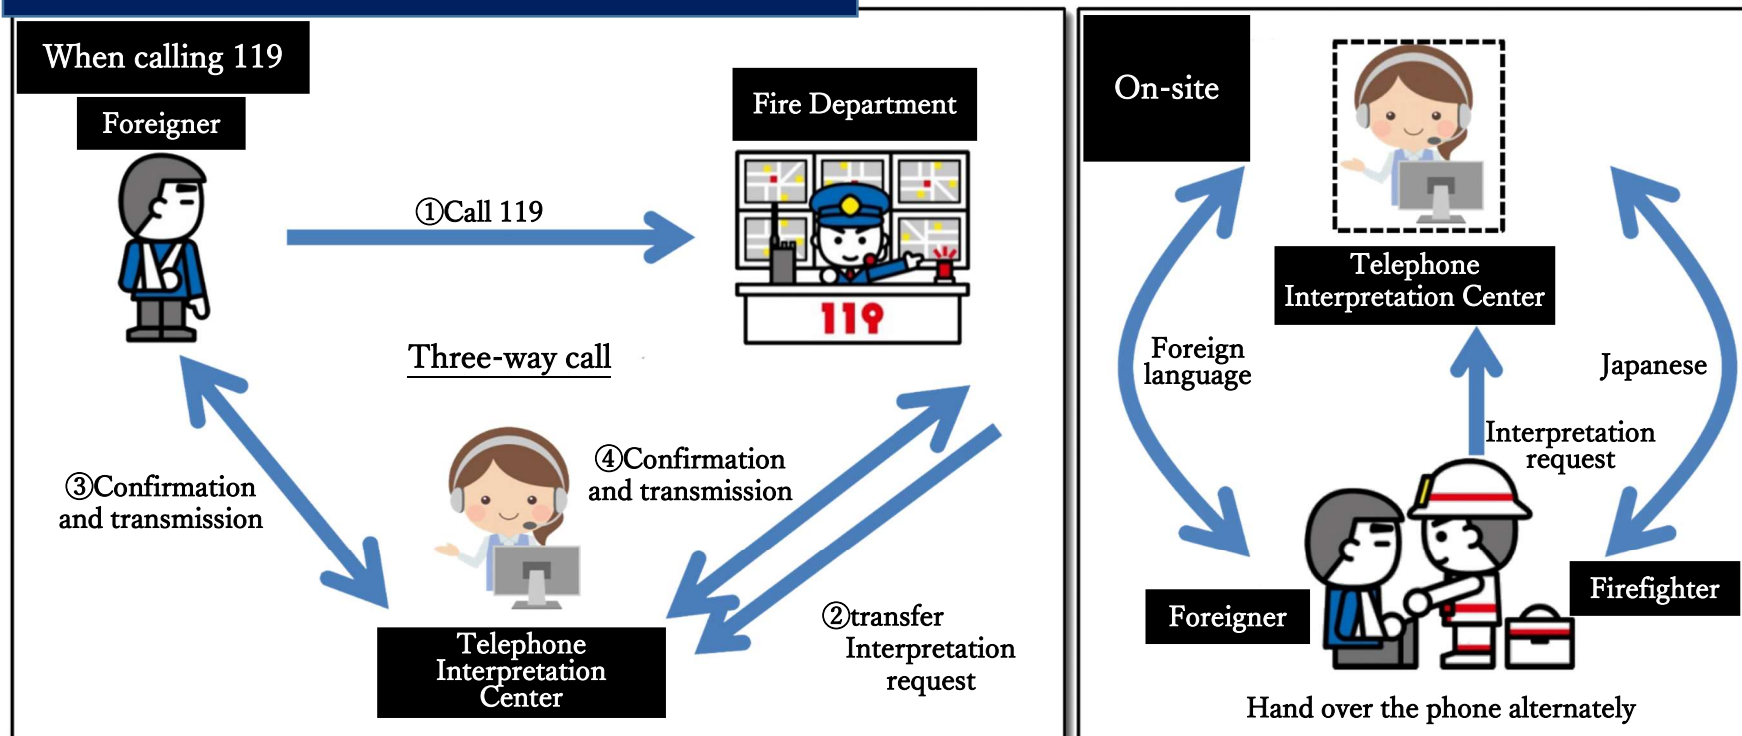 When calling 119
Foreigner
Fire Department
①Call 119
119
Three-way call
③Confirmation
and transmission
④Confirmation
and transmission
②transfer
Interpretation
request
Telephone
Interpretation
Center
On-site
Telephone
Interpretation Center
Foreign
language
Japanese
Interpretation
request
Foreigner
Firefighter
Hand over the phone alternately